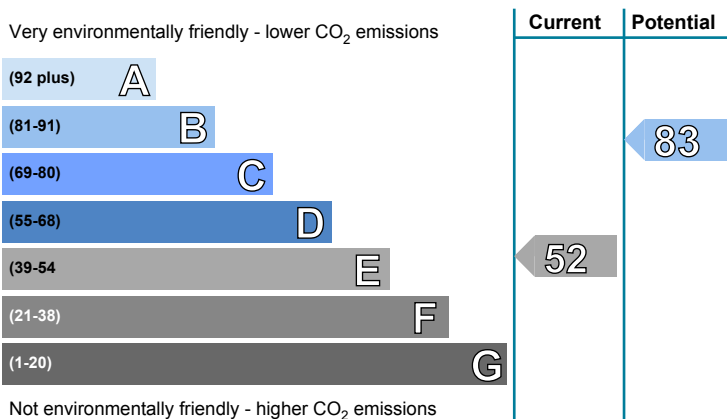 Very environmentally friendly - lower CO2 emissions
Current
Potential
(92 plus) A
(81-91) B
83
(69-80) C
(55-68) D
(39-54 E
52
(21-38) F
(1-20) G
Not environmentally friendly - higher CO2 emissions